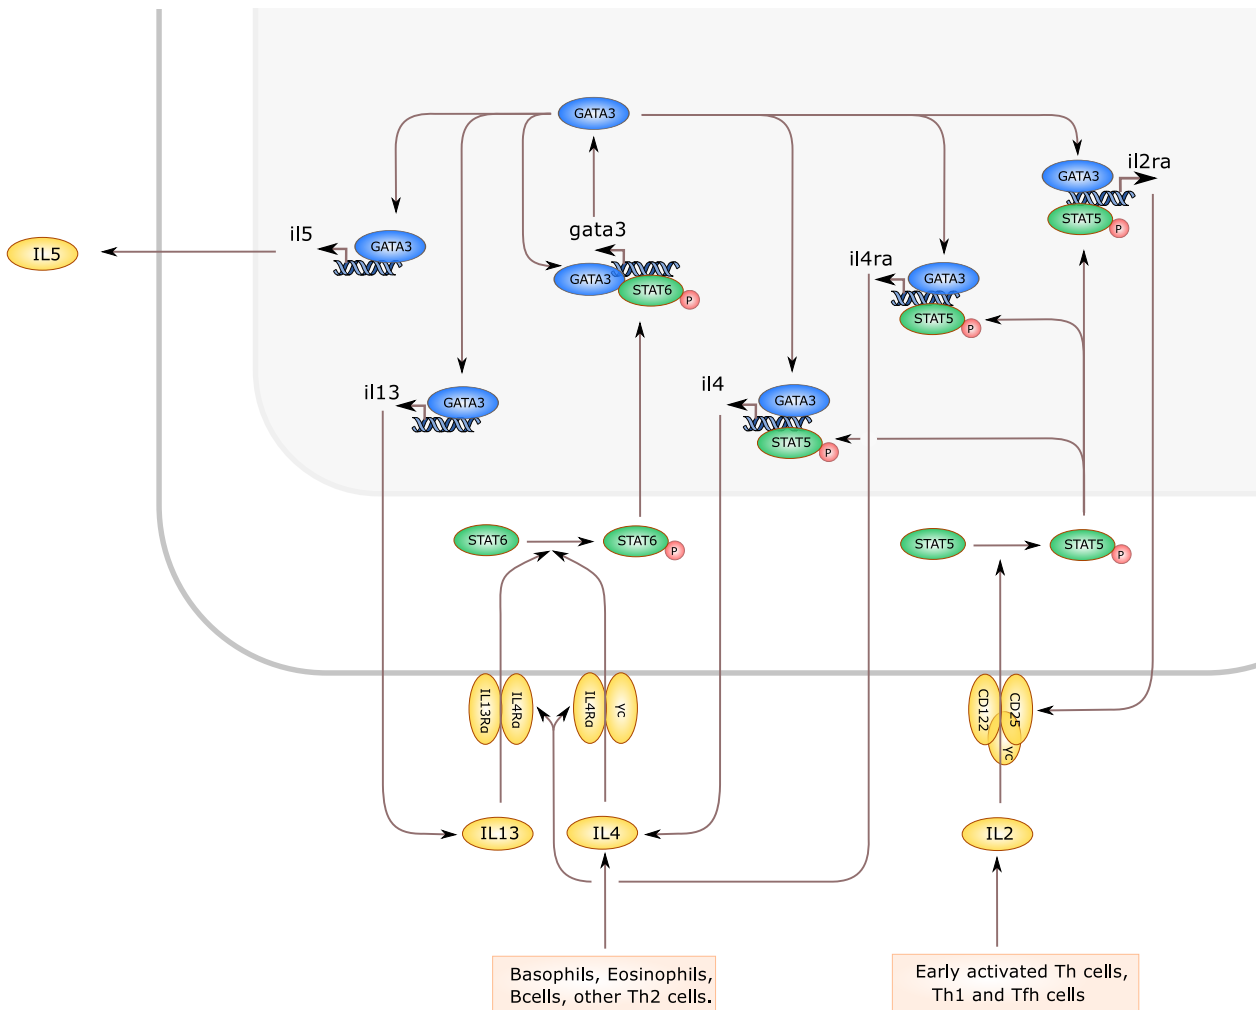 GATA3
il2ra
GATA3
STAT5
P
gata3
il5
GATA3
IL5
GATA3
STAT6
P
il4ra
GATA3
STAT5
P
il13
GATA3
il4
GATA3
STAT5
P
STAT6
STAT6
P
STAT5
STAT5
P
IL13Rα
IL4Rα
IL4Rα
γc
CD122
CD25
γc
IL13
IL4
IL2
Basophils, Eosinophils,
Bcells, other Th2 cells.
Early activated Th cells,
Th1 and Tfh cells